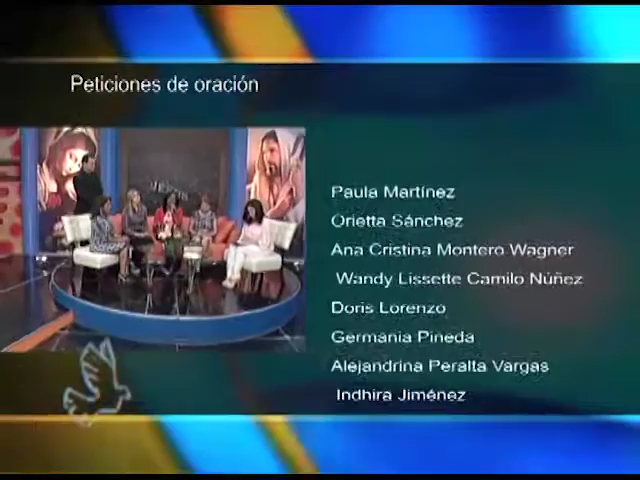 Peticiones de oración
Paula Martínez
Orietta Sánchez
Ana Cristina Montero Wagner
Wandy Lissette Camilo Núñez
Doris Lorenzo
Germania Pineda
Alejandrina Peralta Vargas
Indhira Jiménez